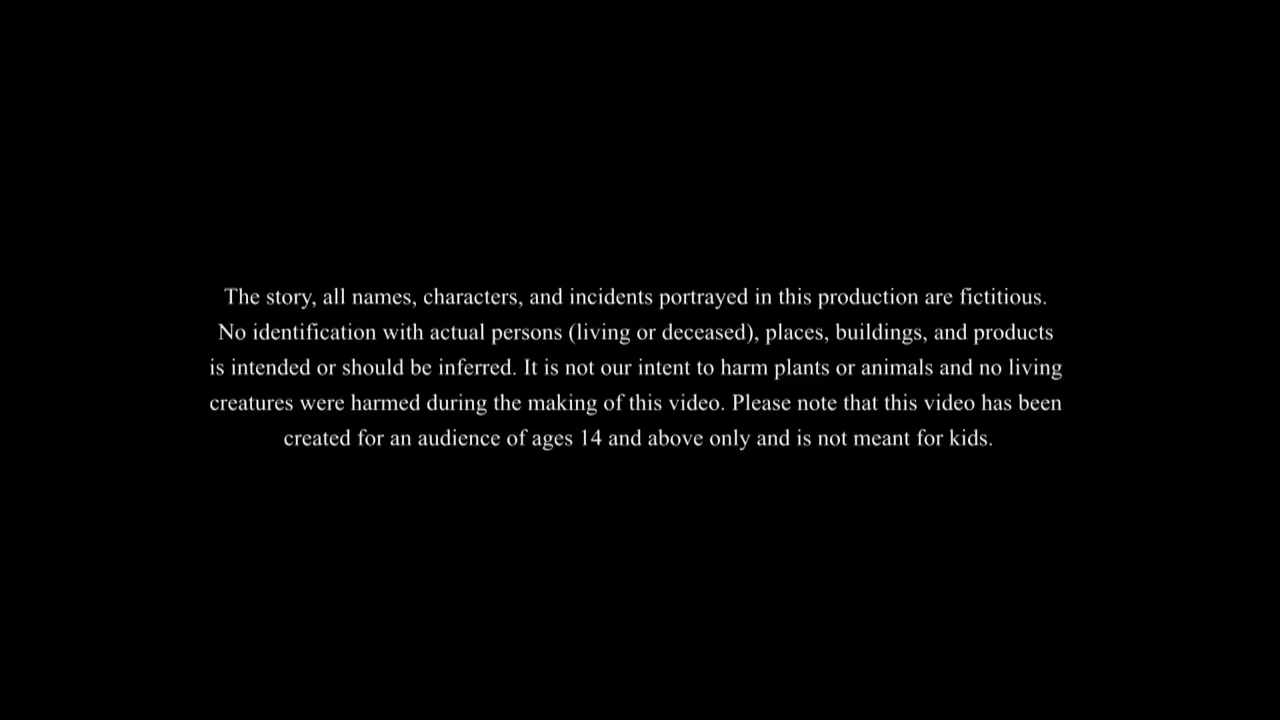 The story, all names, characters, and incidents portrayed in this production are fictitious.
No identification with actual persons (living or deceased), places, buildings, and products
is intended or should be inferred. It is not our intent to harm plants or animals and no living
creatures were harmed during the making of this video. Please note that this video has been
created for an audience of ages 14 and above only and is not meant for kids.